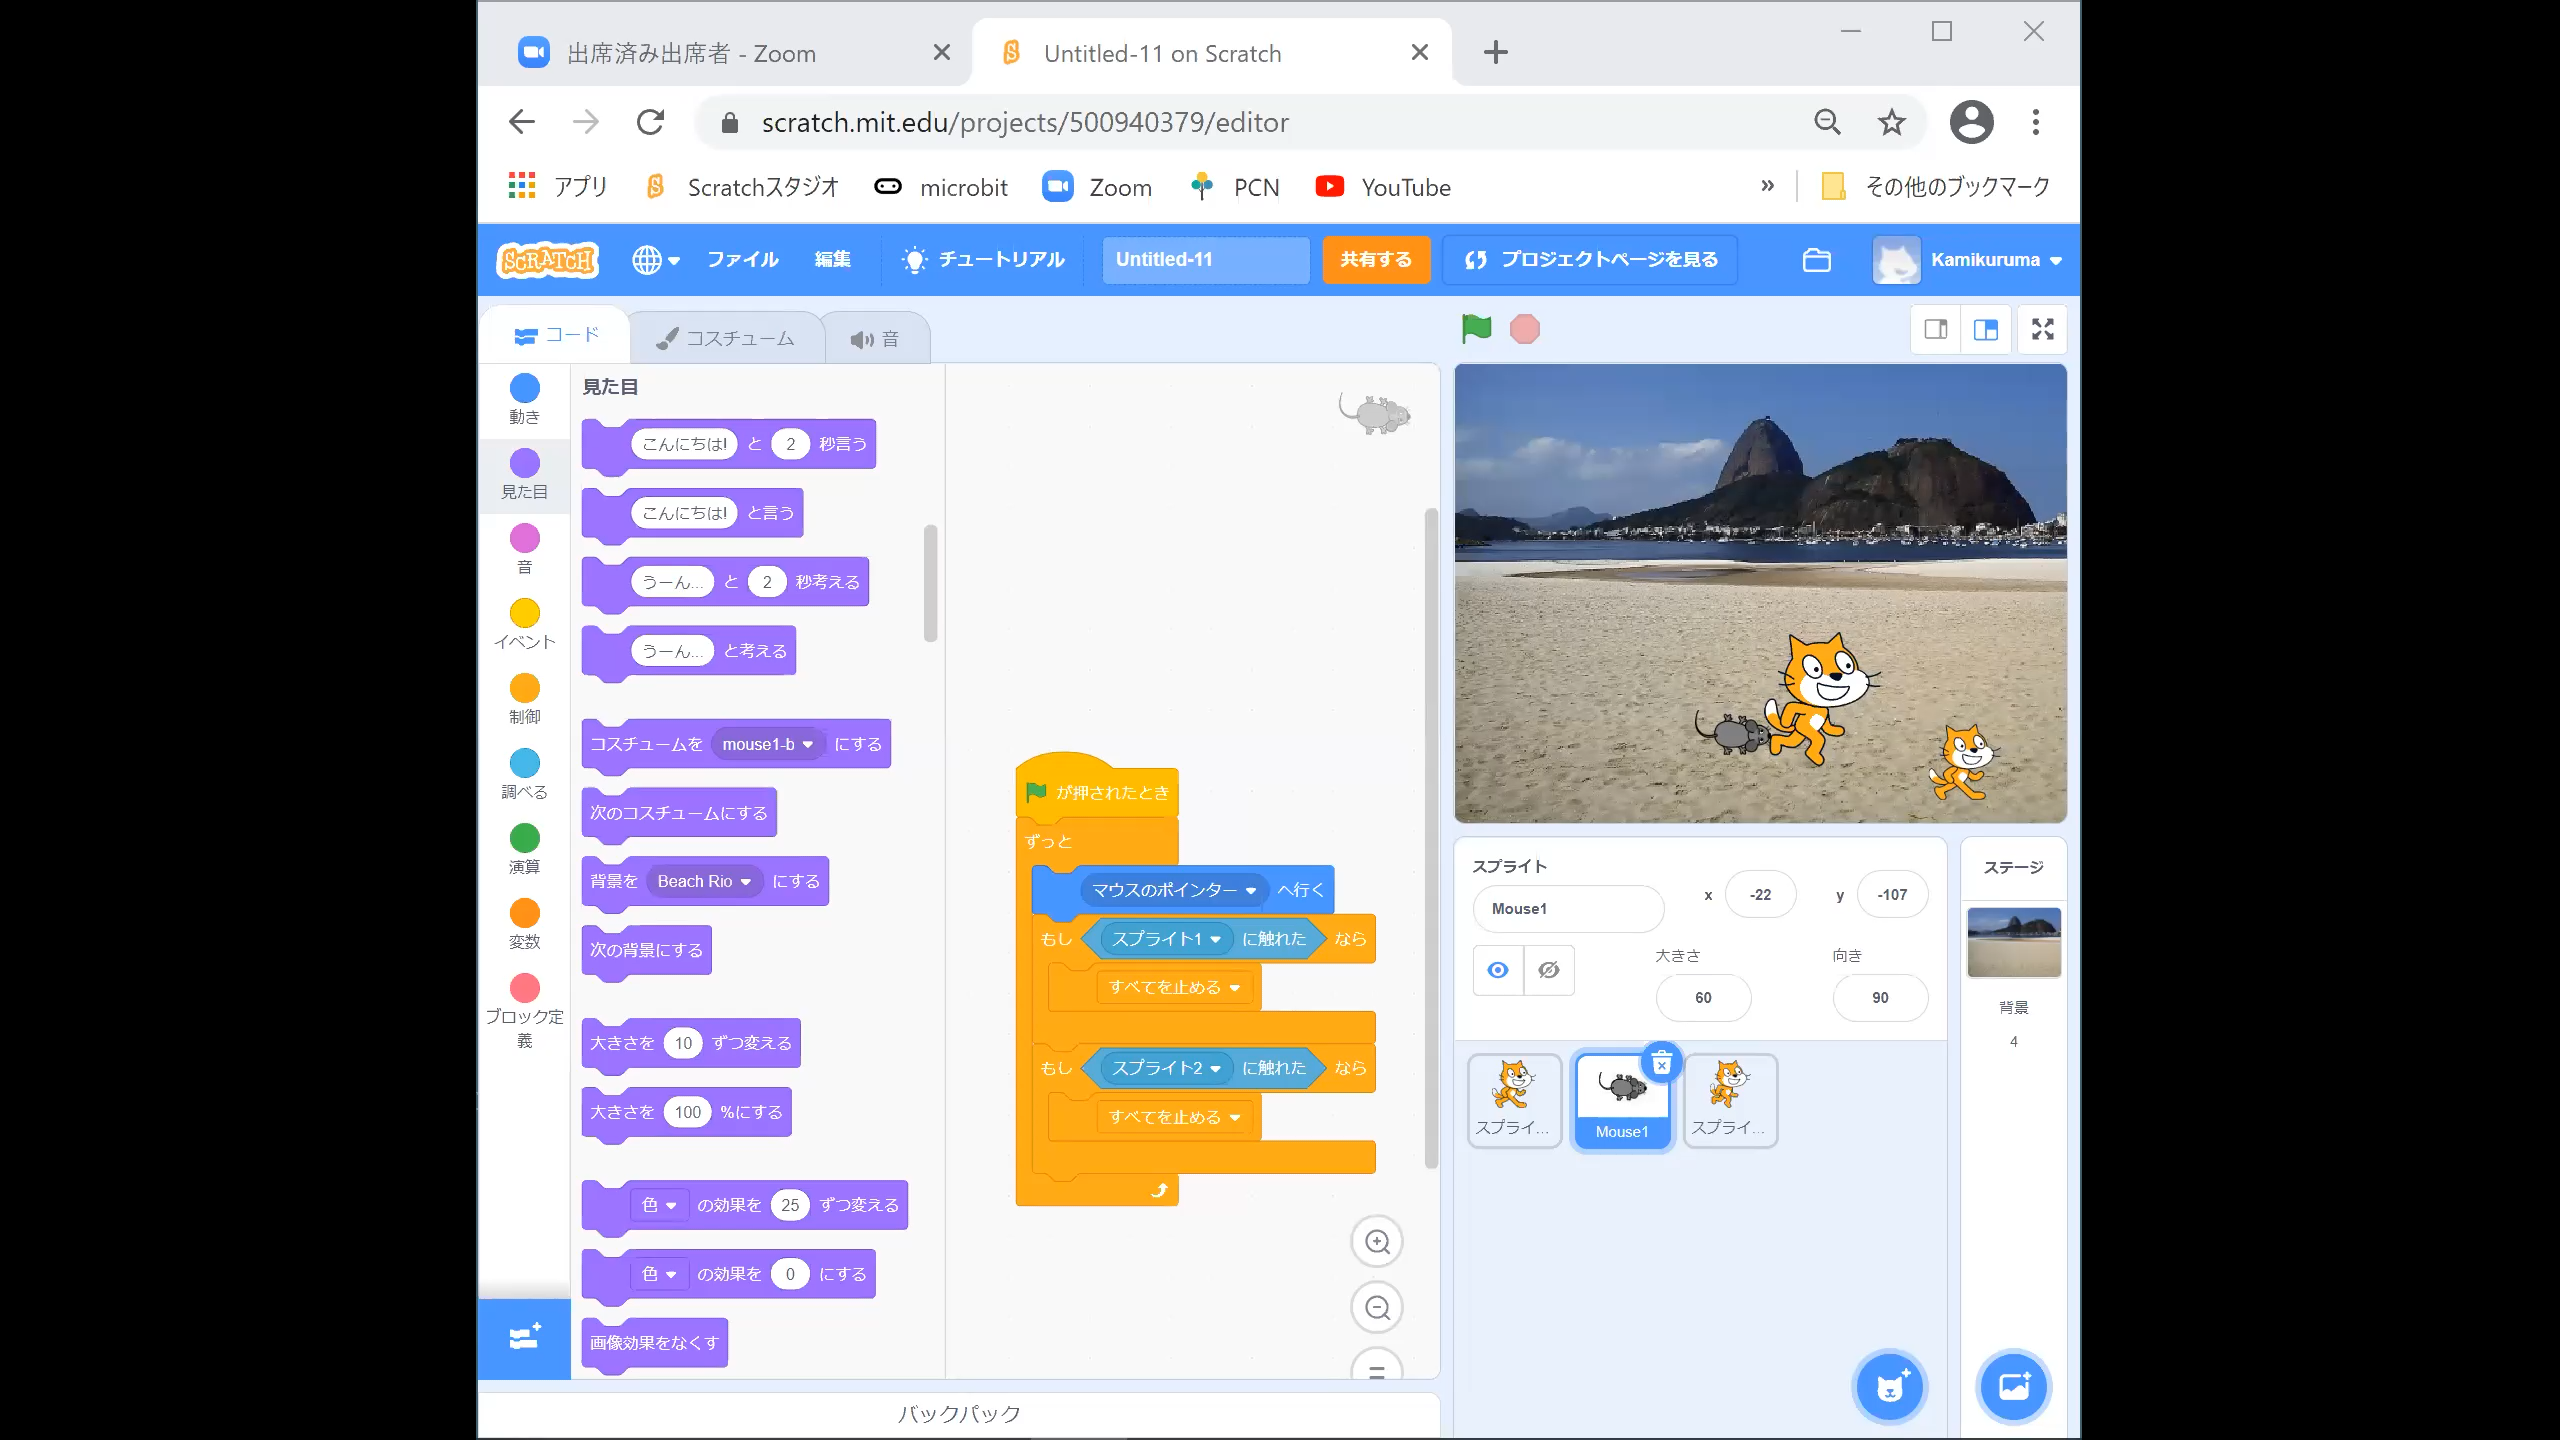 出席済み出席者 - Zoom
Untitled-11 on Scratch
scratch.mit.edu/projects/500940379/editor
アプリ
Scratchスタジオ
microbit
Zoom
PCN
YouTube
»
その他のブックマーク
SCRATCH
ファイル
編集
チュートリアル
Untitled-11
共有する
プロジェクトページを見る
Kamikuruma
コード
コスチューム
音
動き
見た目
音
イベント
制御
調べる
演算
変数
ブロック定
義
見た目
こんにちは! と 2 秒言う
こんにちは! と言う
うーん... と 2 秒考える
うーん... と考える
コスチュームを mouse1-b にする
次のコスチュームにする
背景を Beach Rio にする
次の背景にする
大きさを 10 ずつ変える
大きさを 100 %にする
色 の効果を 25 ずつ変える
色 の効果を 0 にする
画像効果をなくす
が押されたとき
ずっと
マウスのポインター へ行く
もし スプライト1 に触れた なら
すべてを止める
もし スプライト2 に触れた なら
すべてを止める
スプライト
Mouse1
x -22
y -107
大きさ
60
向き
90
スプライ...
Mouse1
スプライ...
ステージ
背景
4
バックパック